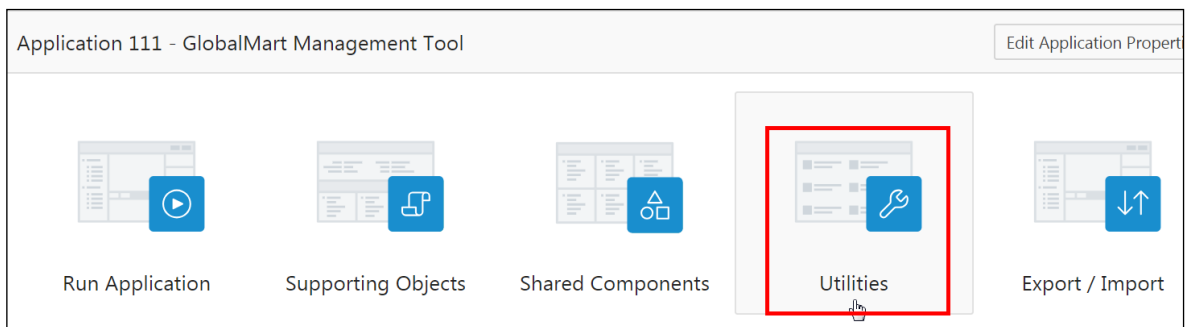 Application 111 - GlobalMart Management Tool
Edit Application Properti
Run Application
Supporting Objects
Shared Components
Utilities
Export / Import